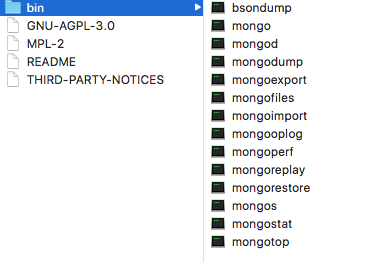 bin
GNU-AGPL-3.0
MPL-2
README
THIRD-PARTY-NOTICES
bsondump
mongo
mongod
mongodump
mongoexport
mongofiles
mongoimport
mongooplog
mongoperf
mongoreplay
mongorestore
mongos
mongostat
mongotop